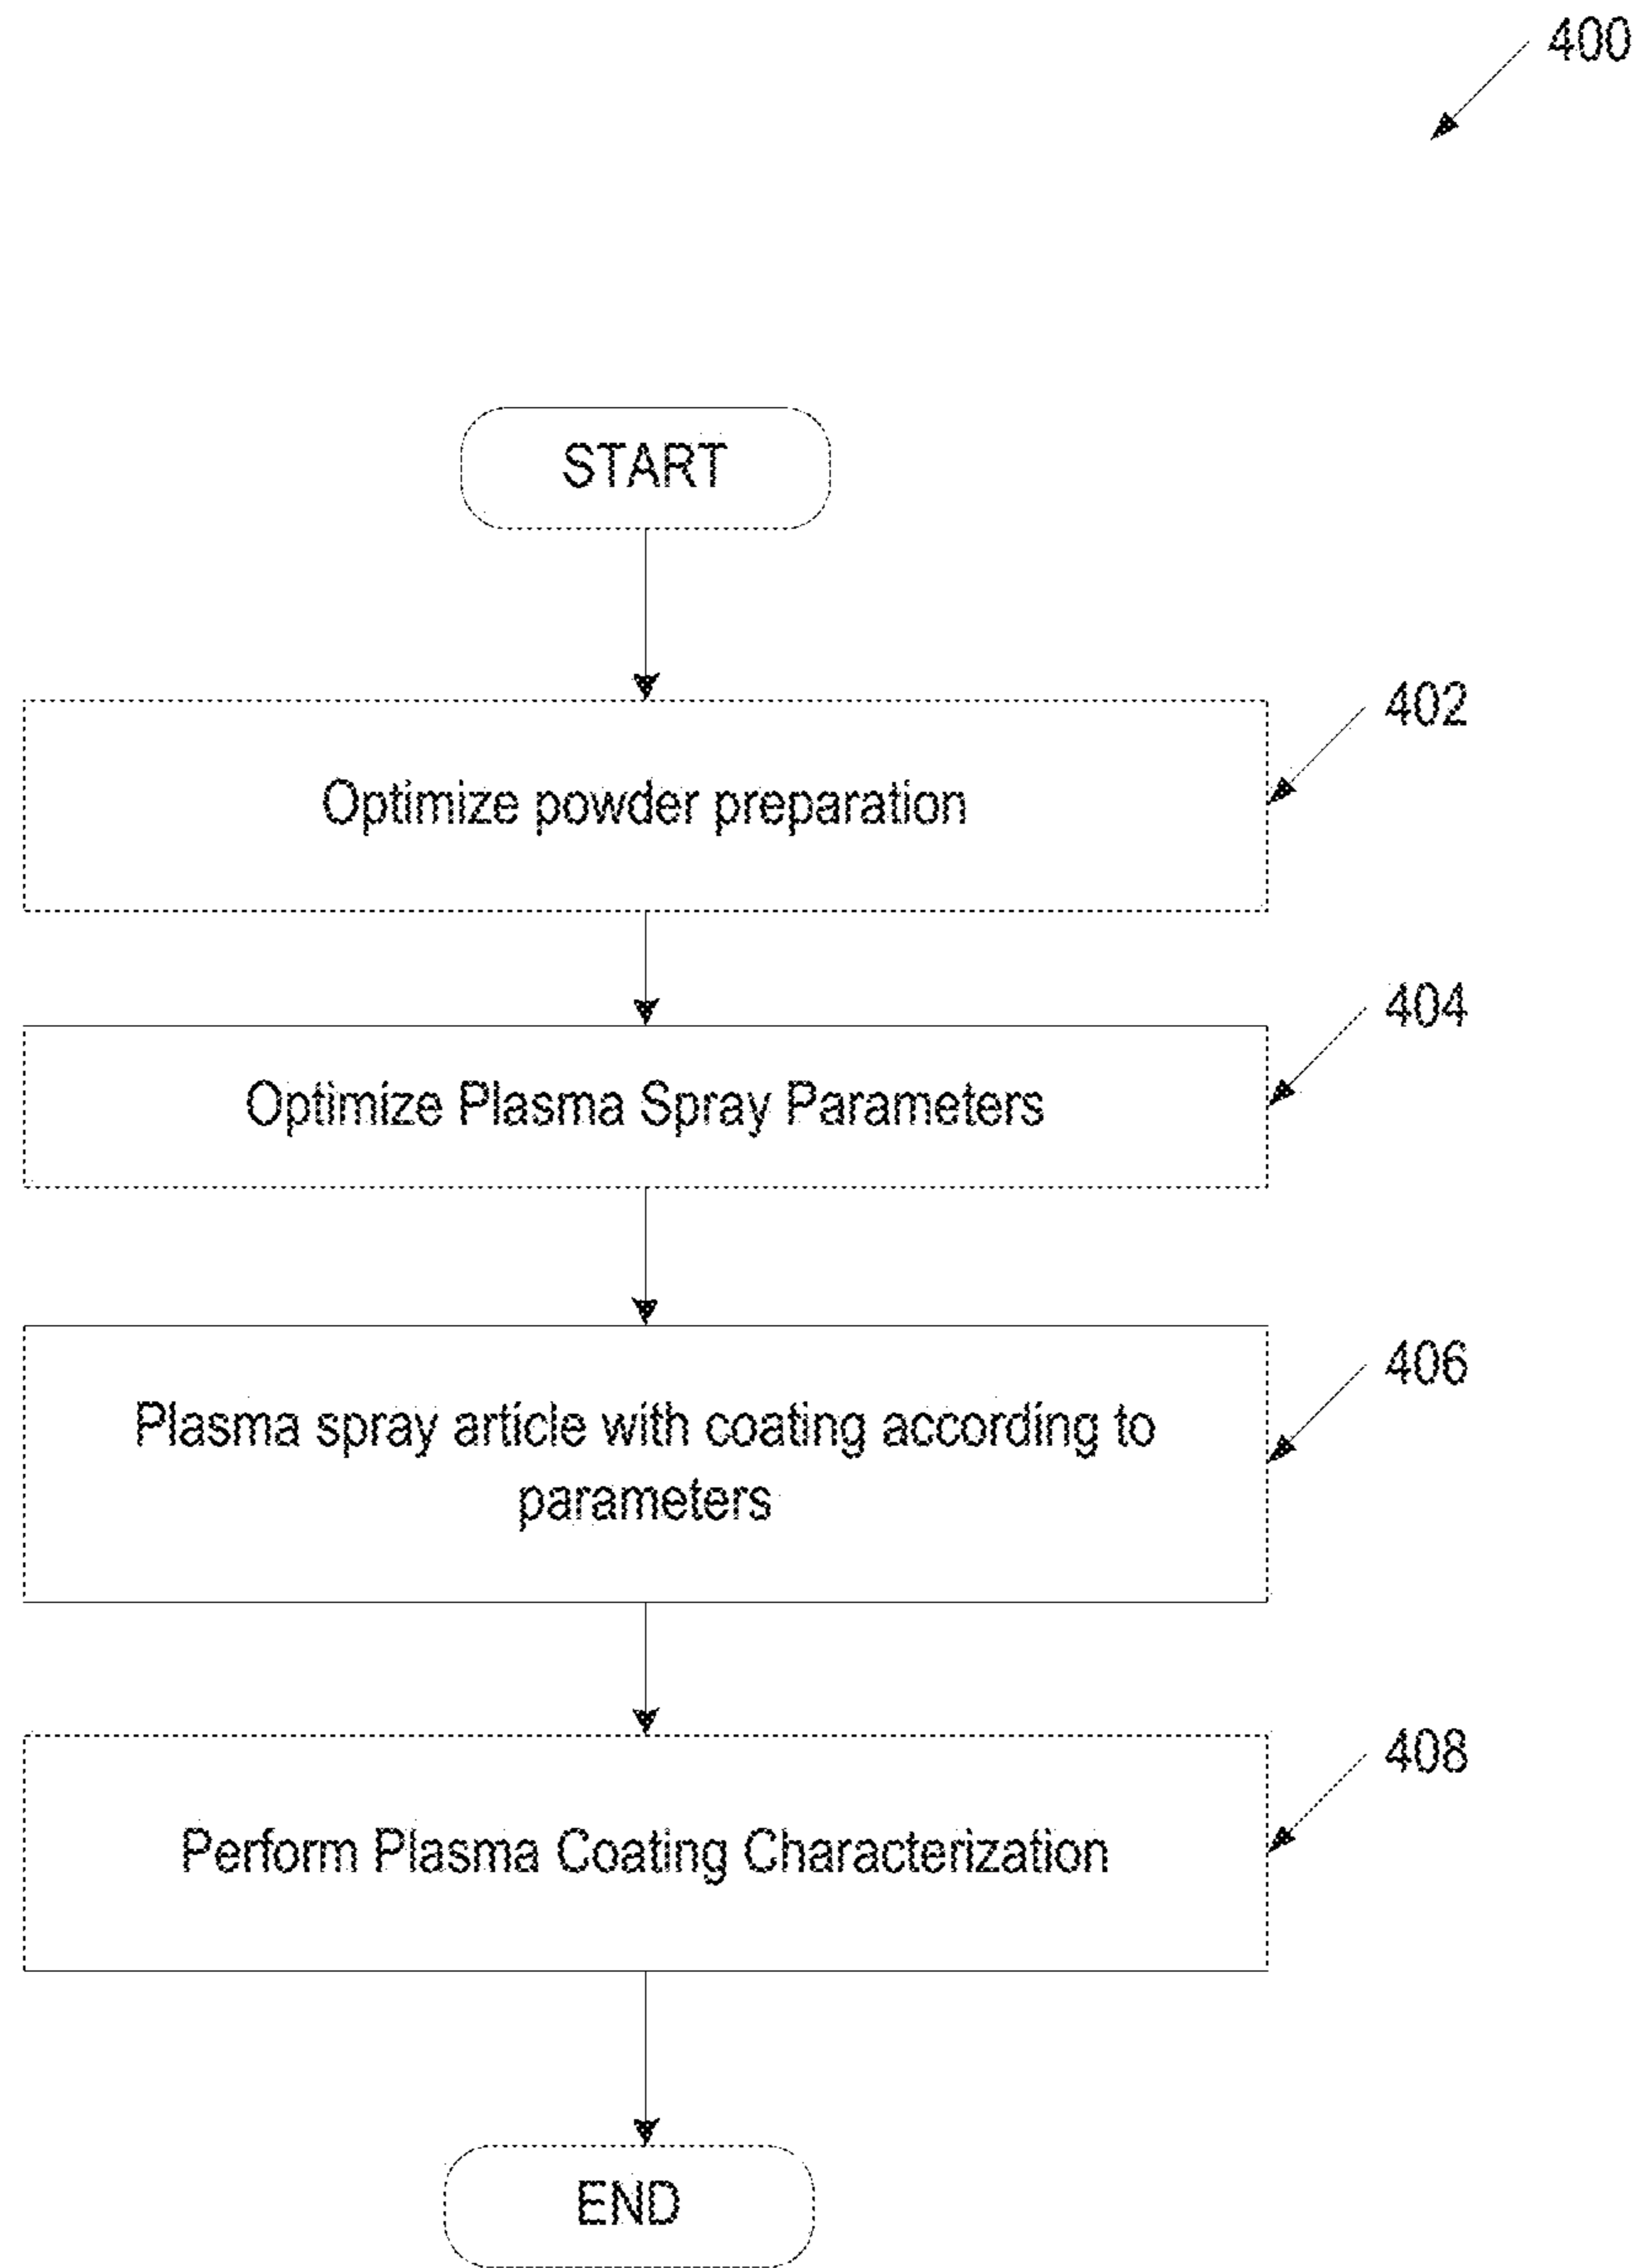 400
START
Optimize powder preparation
402
Optimize Plasma Spray Parameters
404
Plasma spray article with coating according to
parameters
406
Perform Plasma Coating Characterization
408
END